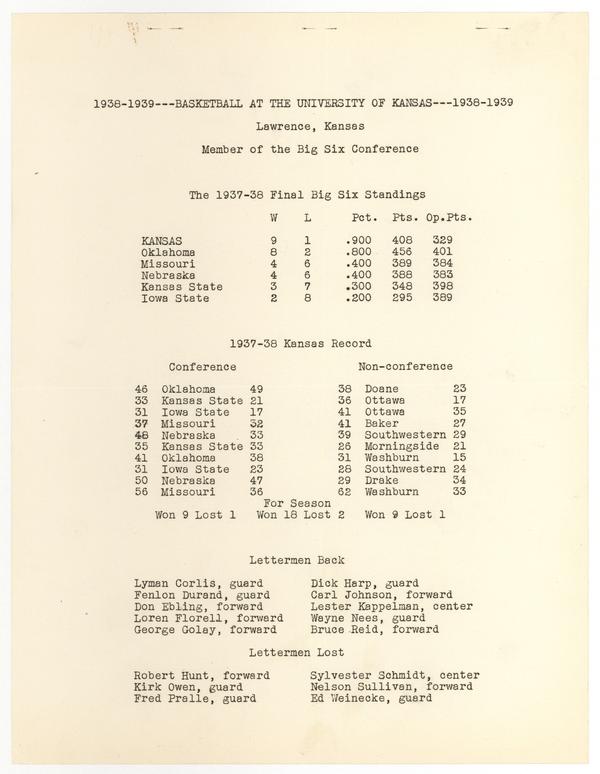 1938-1939---BASKETBALL AT THE UNIVERSITY OF KANSAS---1938-1939
Lawrence, Kansas
Member of the Big Six Conference
The 1937-38 Final Big Six Standings
W L Pct. Pts. Op.Pts.
KANSAS 9 1 .900 408 329
Oklahoma 8 2 .800 456 401
Missouri 4 6 .400 389 384
Nebraska 4 6 .400 388 383
Kansas State 3 7 .300 348 398
Iowa State 2 8 .200 295 389
1937-38 Kansas Record
Conference Non-conference
46 Oklahoma 49 38 Doane 23
33 Kansas State 21 36 Ottawa 17
31 Iowa State 17 41 Ottawa 35
37 Missouri 32 41 Baker 27
48 Nebraska 33 39 Southwestern 29
35 Kansas State 33 26 Morningside 21
41 Oklahoma 38 31 Washburn 15
31 Iowa State 23 28 Southwestern 24
50 Nebraska 47 29 Drake 34
56 Missouri 36 62 Washburn 33
For Season
Won 9 Lost 1 Won 18 Lost 2 Won 9 Lost 1
Lettermen Back
Lyman Corlis, guard Dick Harp, guard
Fenlon Durand, guard Carl Johnson, forward
Don Ebling, forward Lester Kappelman, center
Loren Florell, forward Wayne Nees, guard
George Golay, forward Bruce Reid, forward
Lettermen Lost
Robert Hunt, forward Sylvester Schmidt, center
Kirk Owen, guard Nelson Sullivan, forward
Fred Pralle, guard Ed Weinecke, guard